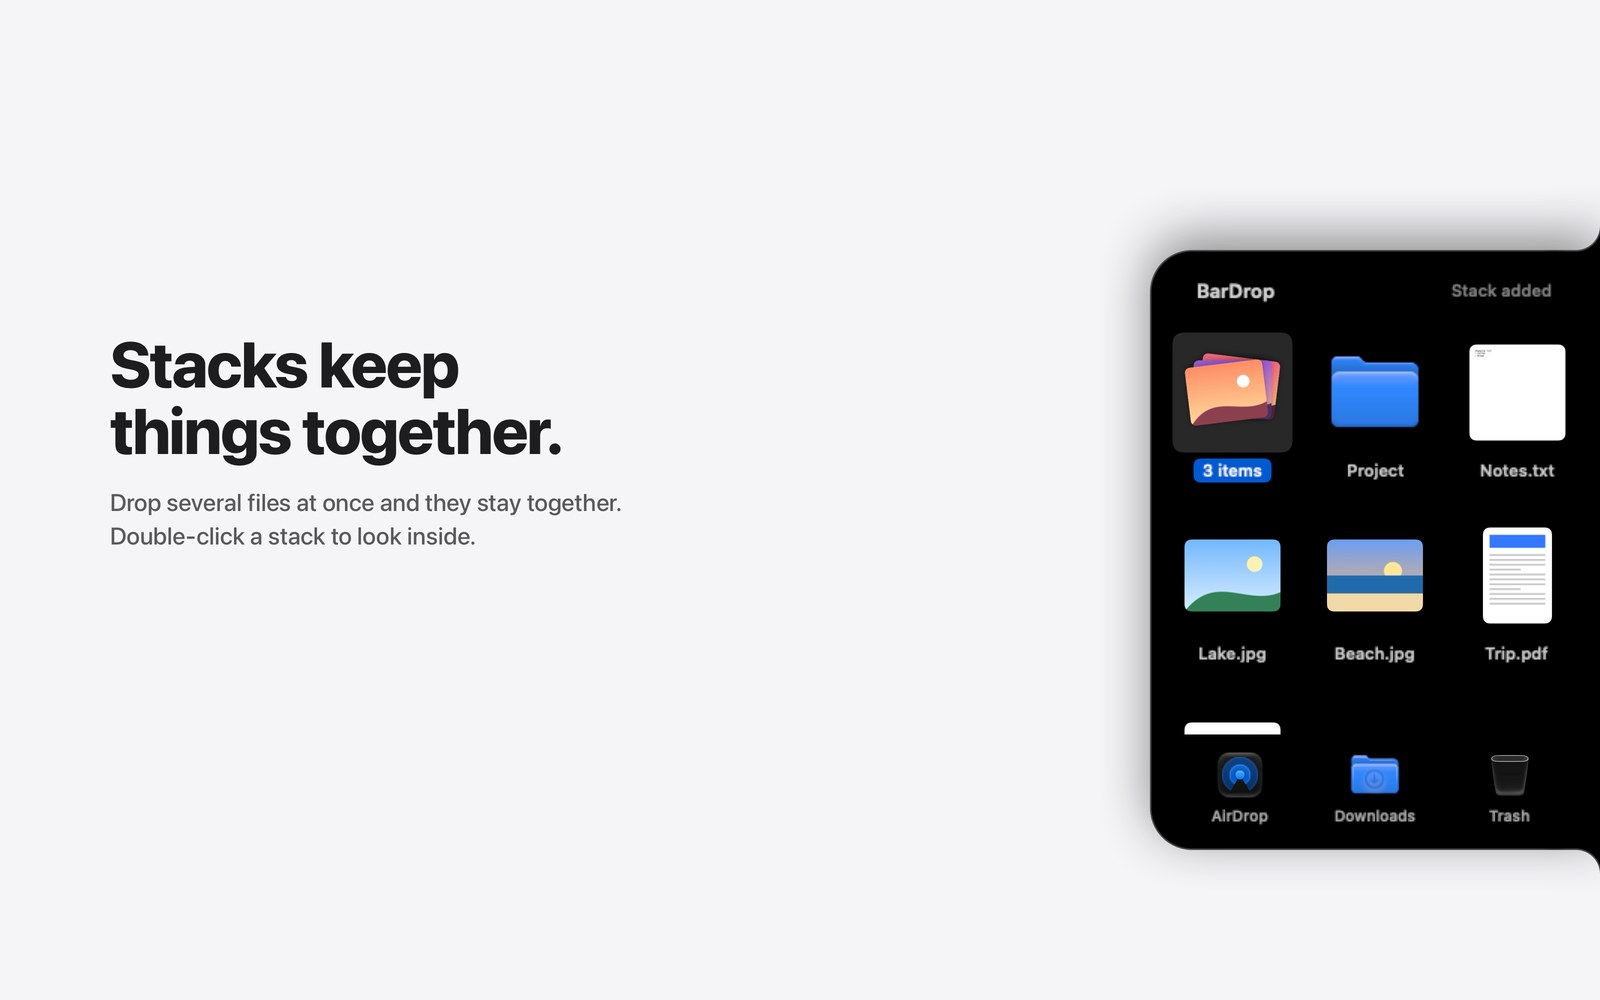 Stacks keep
things together.
Drop several files at once and they stay together.
Double-click a stack to look inside.
BarDrop
Stack added
3 items
Project
Notes.txt
Lake.jpg
Beach.jpg
Trip.pdf
AirDrop
Downloads
Trash